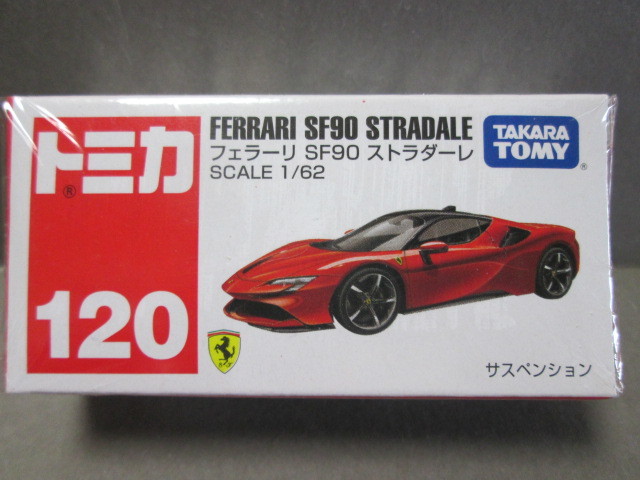 トミカ
®
120
FERRARI SF90 STRADALE
フェラーリ SF90 ストラダーレ
SCALE 1/62
TAKARA
TOMY
®
サスペンション